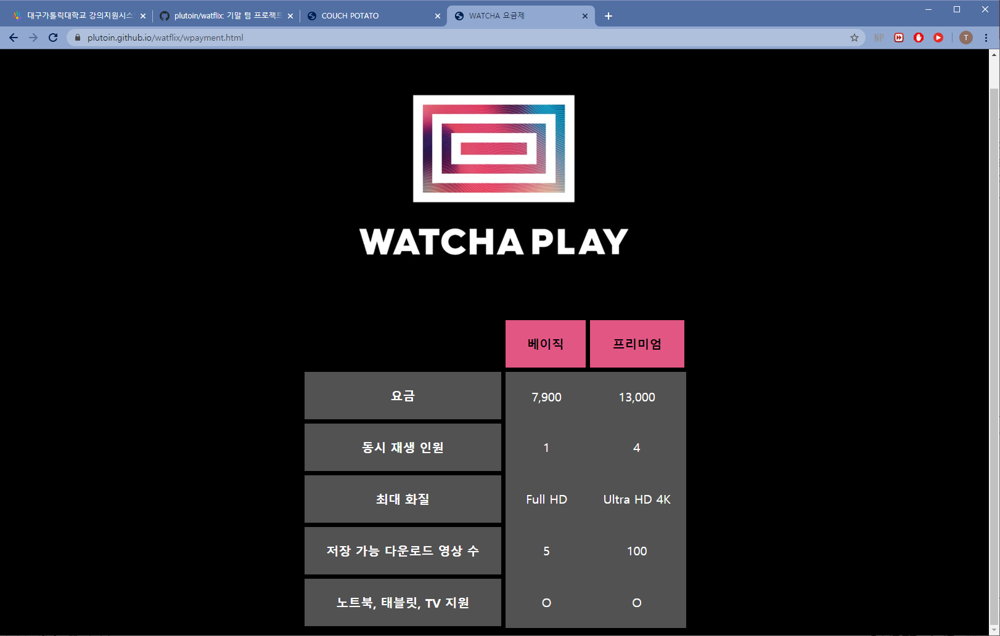 대구가톨릭대학교 강의지원시스
plutoin/watflix: 기말 텀 프로젝트
COUCH POTATO
WATCHA 요금제
plutoin.github.io/watflix/wpayment.html
NP
T
WATCHA PLAY
베이직 프리미엄
요금 7,900 13,000
동시 재생 인원 1 4
최대 화질 Full HD Ultra HD 4K
저장 가능 다운로드 영상 수 5 100
노트북, 태블릿, TV 지원 O O